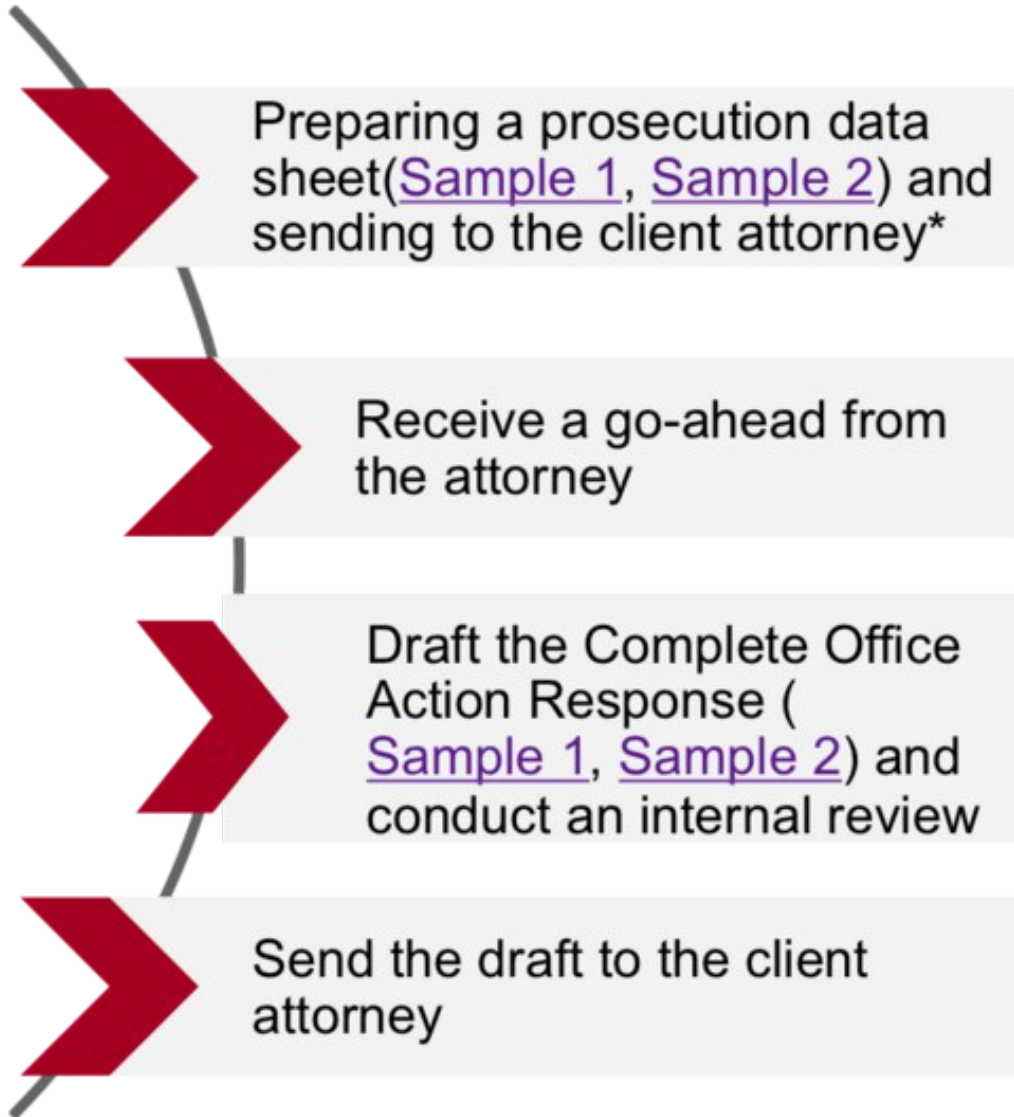 Preparing a prosecution data
sheet(Sample 1, Sample 2) and
sending to the client attorney*
Receive a go-ahead from
the attorney
Draft the Complete Office
Action Response (
Sample 1, Sample 2) and
conduct an internal review
Send the draft to the client
attorney